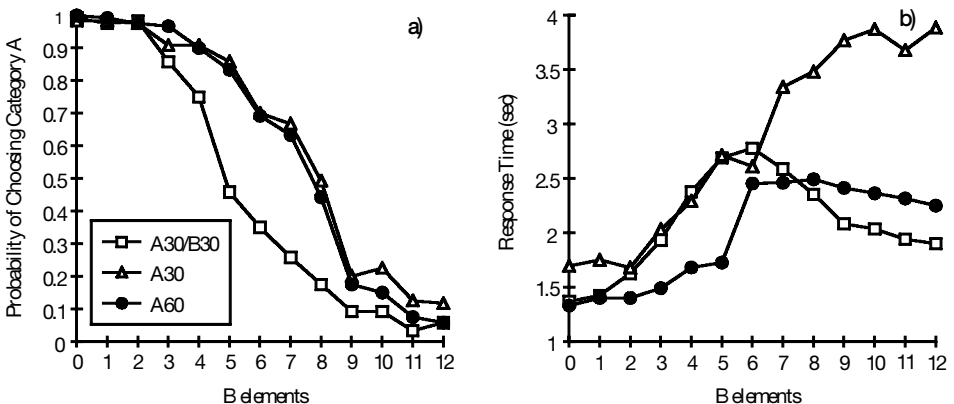 a)
Probability of Choosing Category A
1
0.9
0.8
0.7
0.6
0.5
0.4
0.3
0.2
0.1
0
A30/B30
A30
A60
0 1 2 3 4 5 6 7 8 9 10 11 12
B elements
b)
Response Time (sec)
4
3.5
3
2.5
2
1.5
1
0 1 2 3 4 5 6 7 8 9 10 11 12
B elements